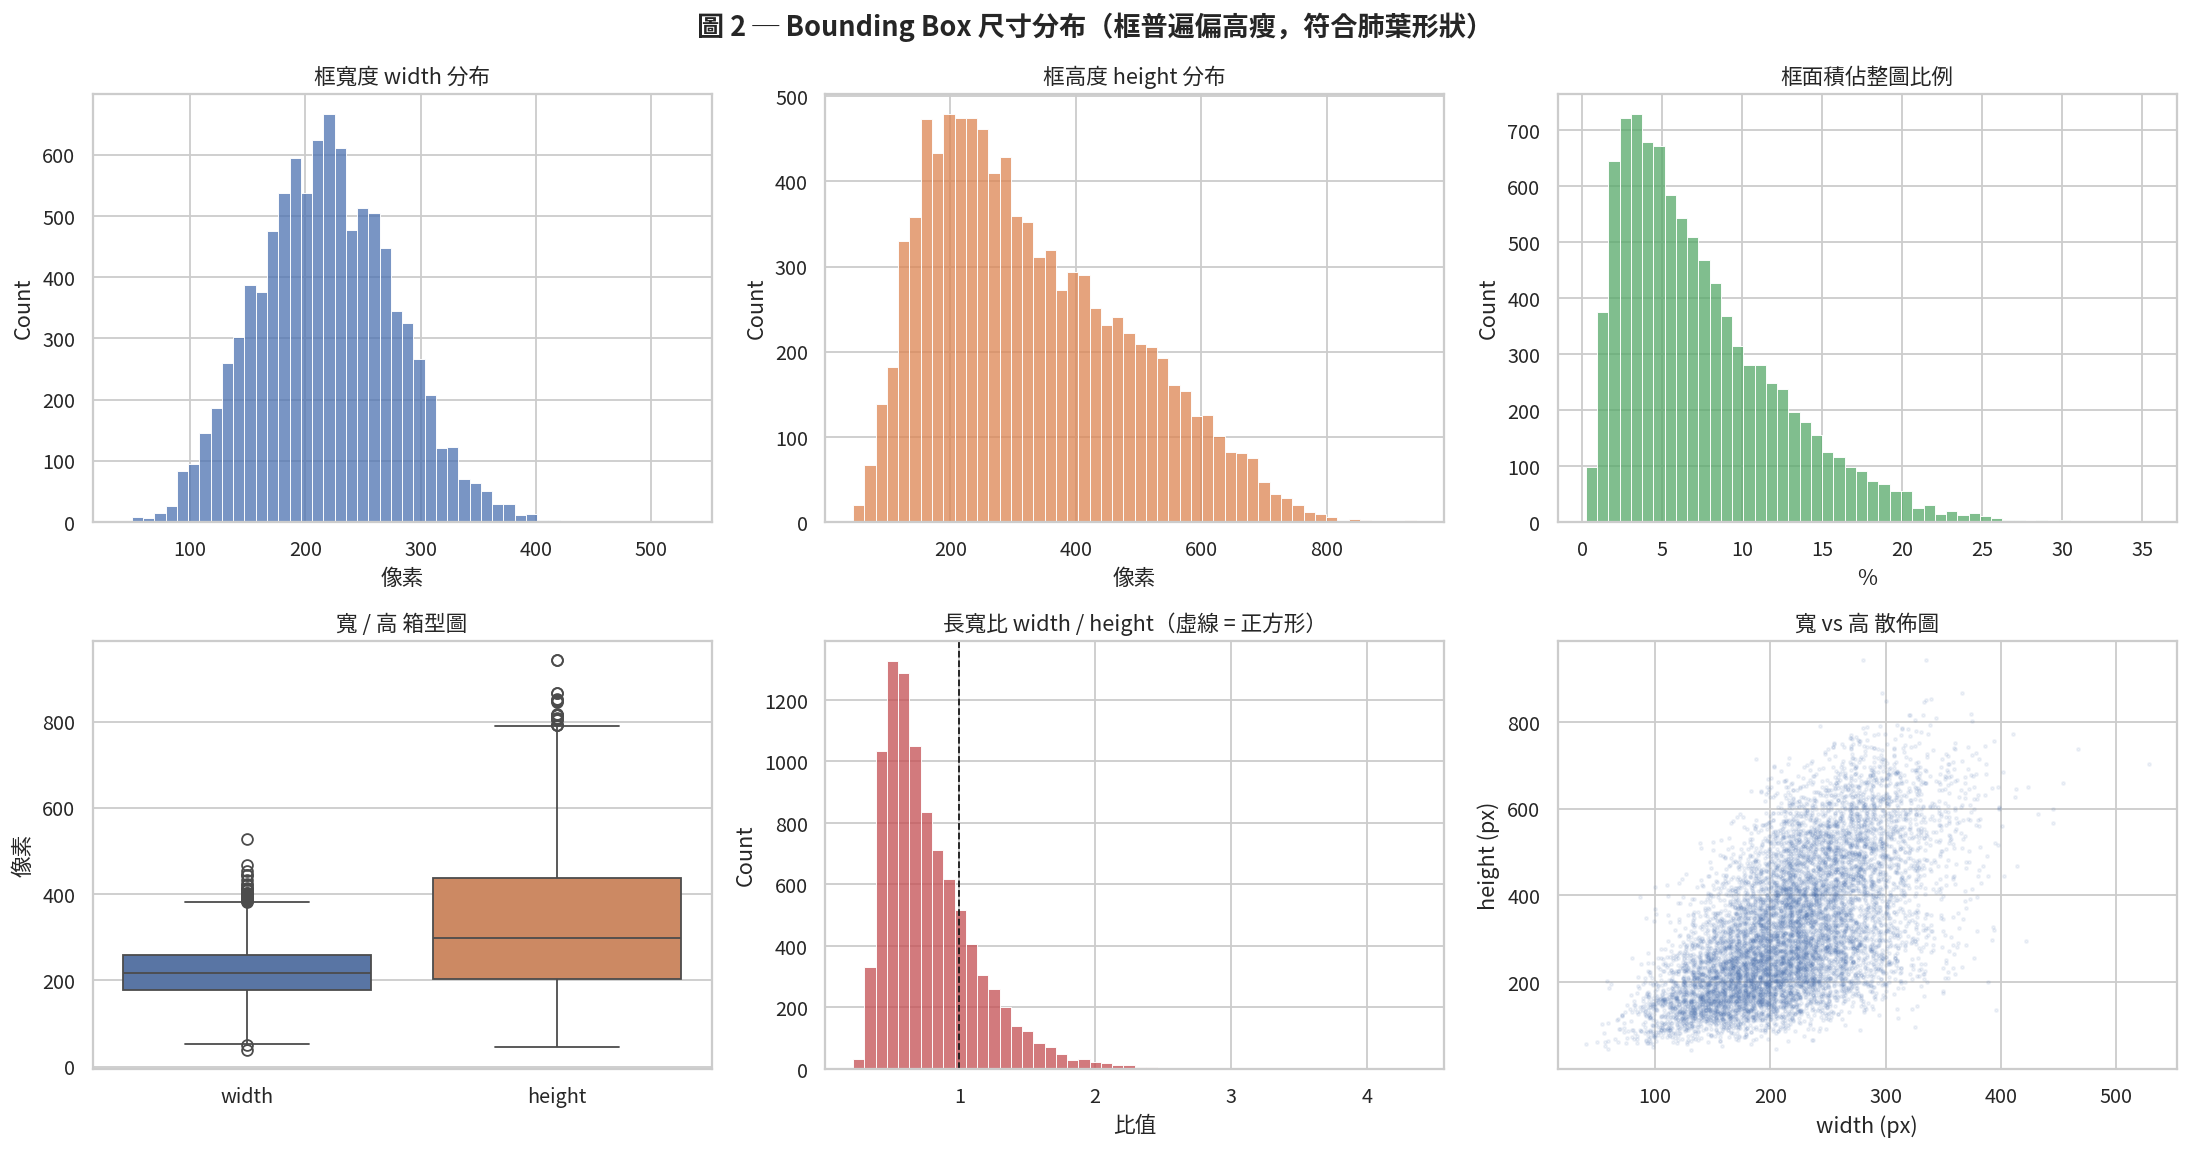 圖 2 — Bounding Box 尺寸分布（框普遍偏高瘦，符合肺葉形狀）
框寬度 width 分布
Count
600
500
400
300
200
100
0
100 200 300 400 500
像素
框高度 height 分布
Count
500
400
300
200
100
0
200 400 600 800
像素
框面積佔整圖比例
Count
700
600
500
400
300
200
100
0
0 5 10 15 20 25 30 35
%
寬 / 高 箱型圖
像素
800
600
400
200
0
width height
長寬比 width / height（虛線 = 正方形）
Count
1200
1000
800
600
400
200
0
1 2 3 4
比值
寬 vs 高 散佈圖
height (px)
800
600
400
200
100 200 300 400 500
width (px)